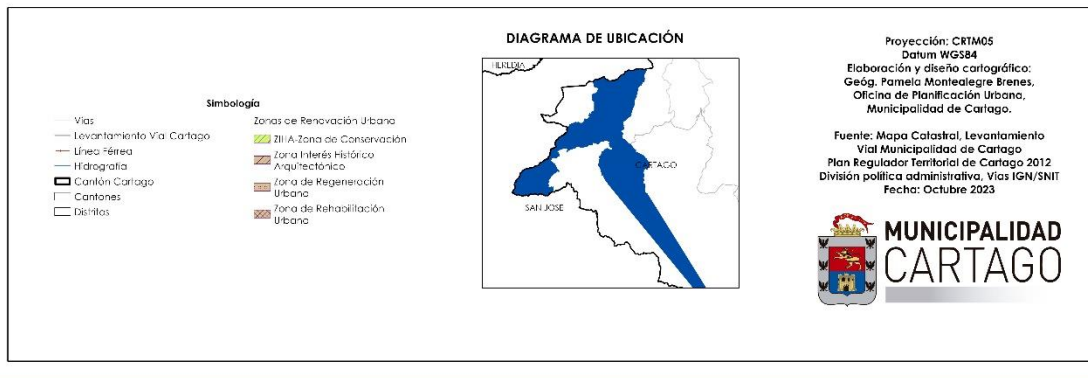 Simbología
Vías
Levantamiento Vial Cartago
Línea Férrea
Hidrografía
Cantón Cartago
Cantones
Distritos
Zonas de Renovación Urbana
ZIHA-Zona de Conservación
Zona Interés Histórico
Arquitectónico
Zona de Regeneración
Urbana
Zona de Rehabilitación
Urbana
DIAGRAMA DE UBICACIÓN
HEREDIA
CARTAGO
SAN JOSE
Proyección: CRTM05
Datum WGS84
Elaboración y diseño cartográfico:
Geóg. Pamela Montealegre Brenes,
Oficina de Planificación Urbana,
Municipalidad de Cartago.
Fuente: Mapa Catastral, Levantamiento
Vial Municipalidad de Cartago
Plan Regulador Territorial de Cartago 2012
División política administrativa, Vías IGN/SNIT
Fecha: Octubre 2023
MUNICIPALIDAD
CARTAGO